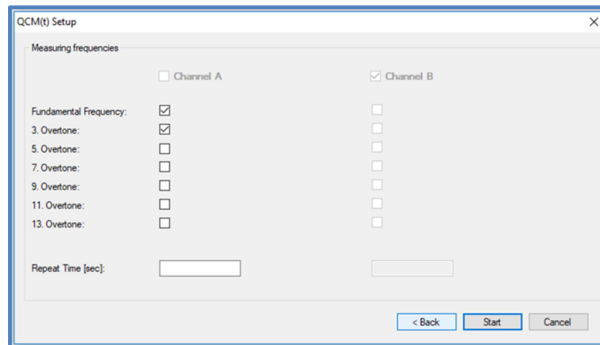 QCM(t) Setup
Measuring frequencies
Channel A Channel B
Fundamental Frequency:
3. Overtone:
5. Overtone:
7. Overtone:
9. Overtone:
11. Overtone:
13. Overtone:
Repeat Time [sec]:
< Back Start Cancel